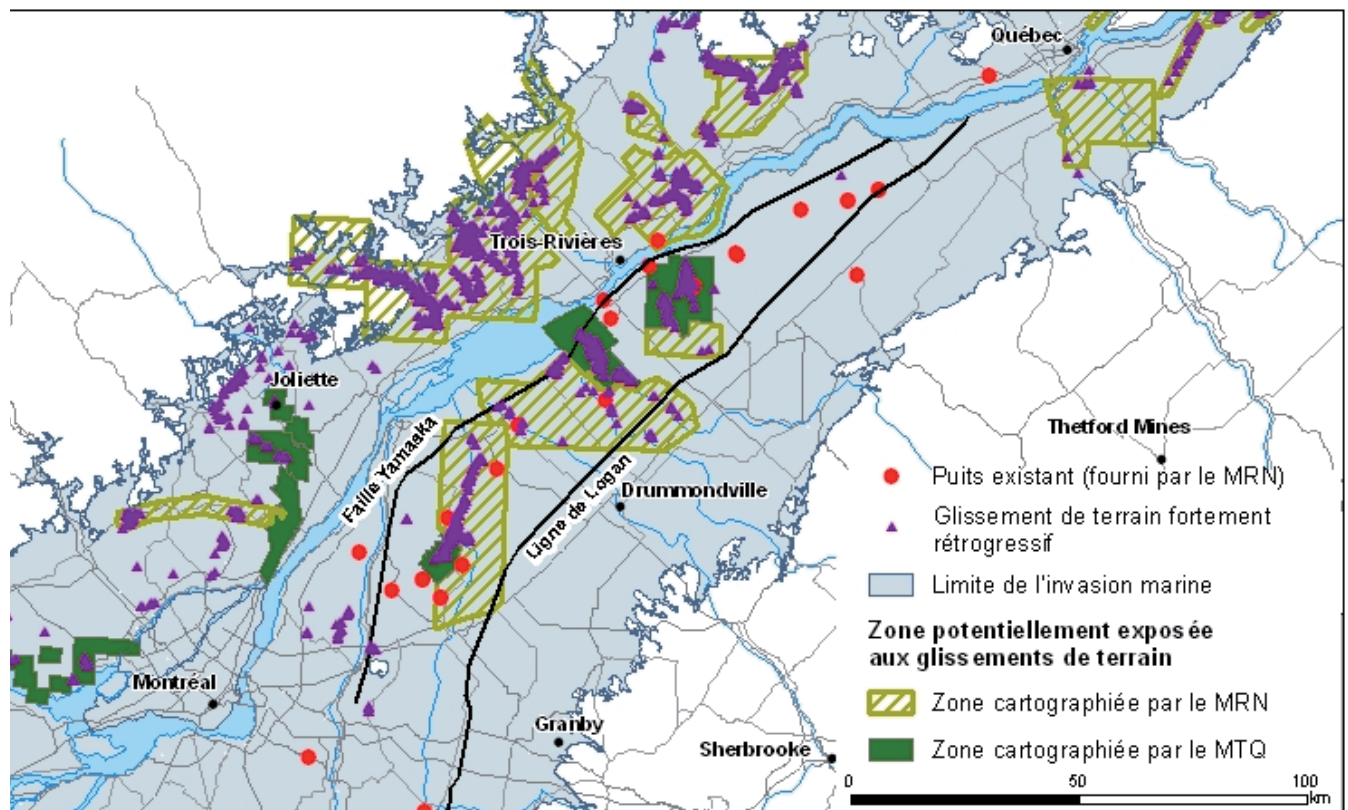 Québec
Trois-Rivières
Joliette
Faille Yamaska
Ligne de Logan
Drummondville
Thetford Mines
Montréal
Granby
Sherbrooke
Puits existant (fourni par le MRN)
Glissement de terrain fortement
rétrogressif
Limite de l'invasion marine
Zone potentiellement exposée
aux glissements de terrain
Zone cartographiée par le MRN
Zone cartographiée par le MTQ
0 50 100
km